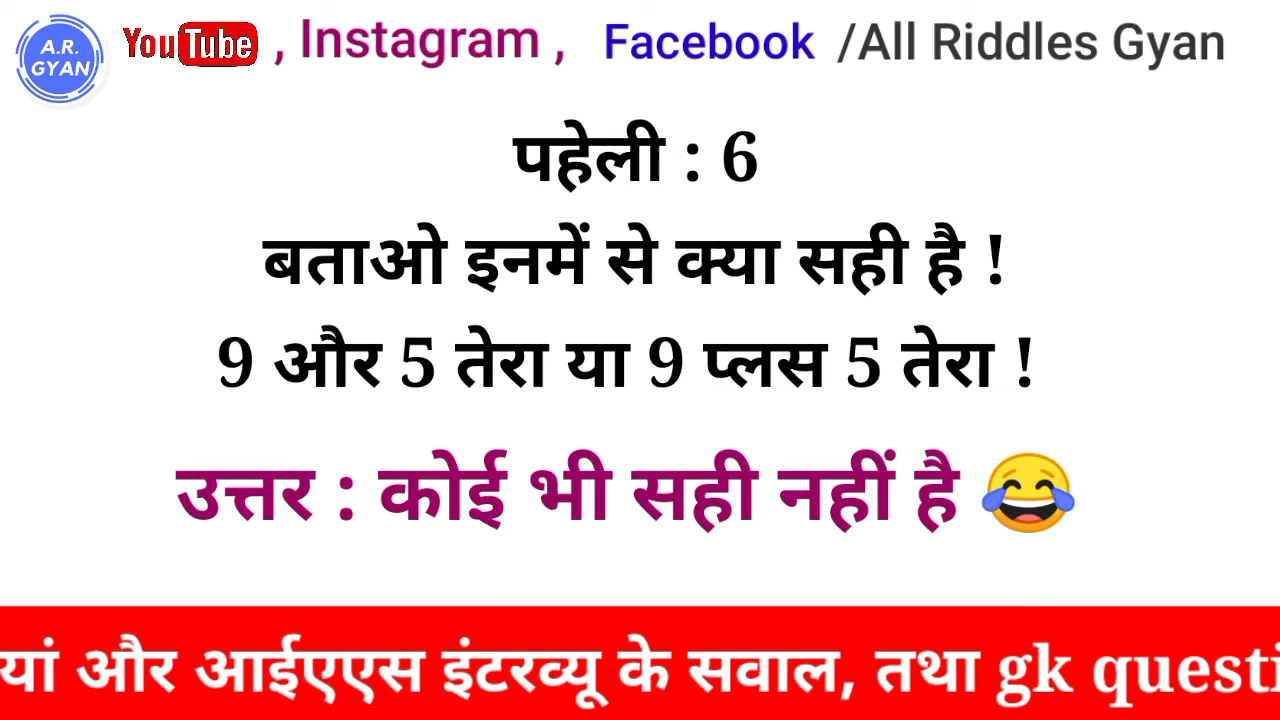 A.R. GYAN YouTube , Instagram , Facebook /All Riddles Gyan
पहेली : 6
बताओ इनमें से क्या सही है !
9 और 5 तेरा या 9 प्लस 5 तेरा !
उत्तर : कोई भी सही नहीं है 😂
और आईएएस इंटरव्यू के सवाल, तथा gk